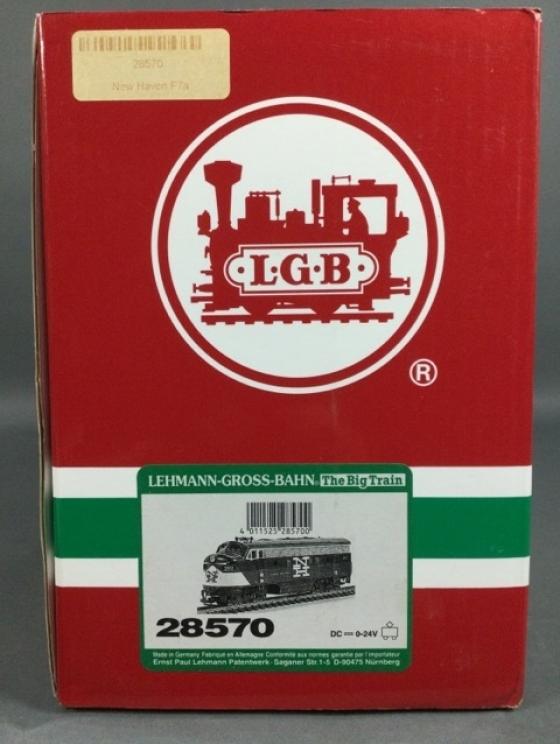 28570
New Haven F7a
L·G·B
®
LEHMANN-GROSS-BAHN The Big Train
4 011525 285700
NH
28570
DC 0-24V
Made in Germany Fabriqué en Allemagne Conformité aux normes garantie par l'importateur
Ernst Paul Lehmann Patentwerk · Saganer Str.1-5 D-90475 Nürnberg